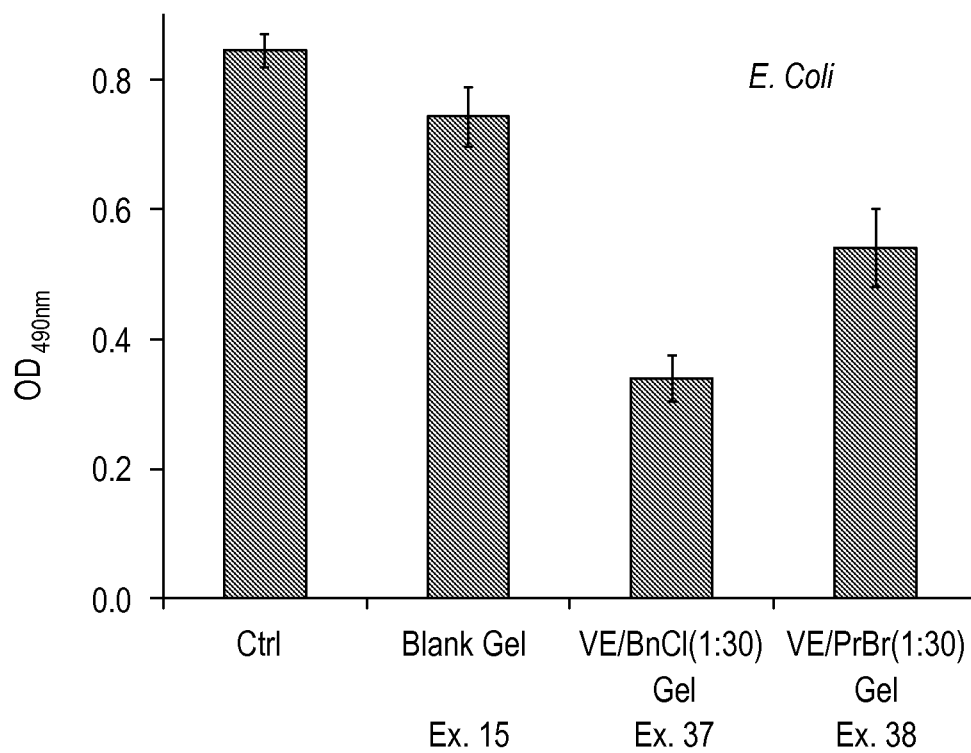 E. Coli
OD490nm
0.8
0.6
0.4
0.2
0.0
Ctrl
Blank Gel
VE/BnCl(1:30)
Gel
VE/PrBr(1:30)
Gel
Ex. 15
Ex. 37
Ex. 38